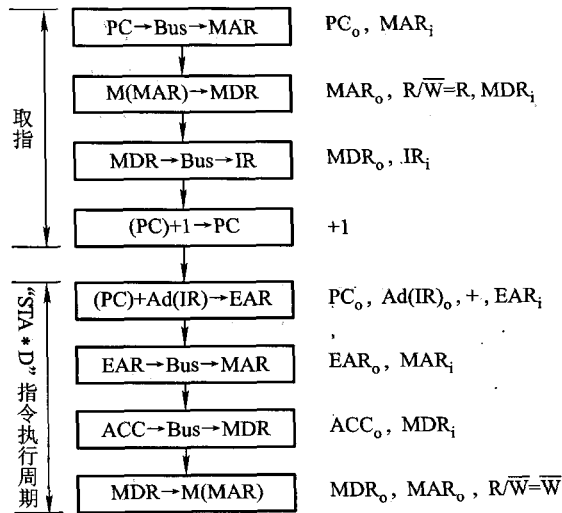 PC→Bus→MAR PCₒ, MARᵢ
M(MAR)→MDR MARₒ, R/W̅=R, MDRᵢ
取指
MDR→Bus→IR MDRₒ, IRᵢ
(PC)+1→PC +1
(PC)+Ad(IR)→EAR PCₒ, Ad(IR)ₒ, +, EARᵢ
“STA*D”指令执行周期
EAR→Bus→MAR EARₒ, MARᵢ
ACC→Bus→MDR ACCₒ, MDRᵢ
MDR→M(MAR) MDRₒ, MARₒ, R/W̅=W̅